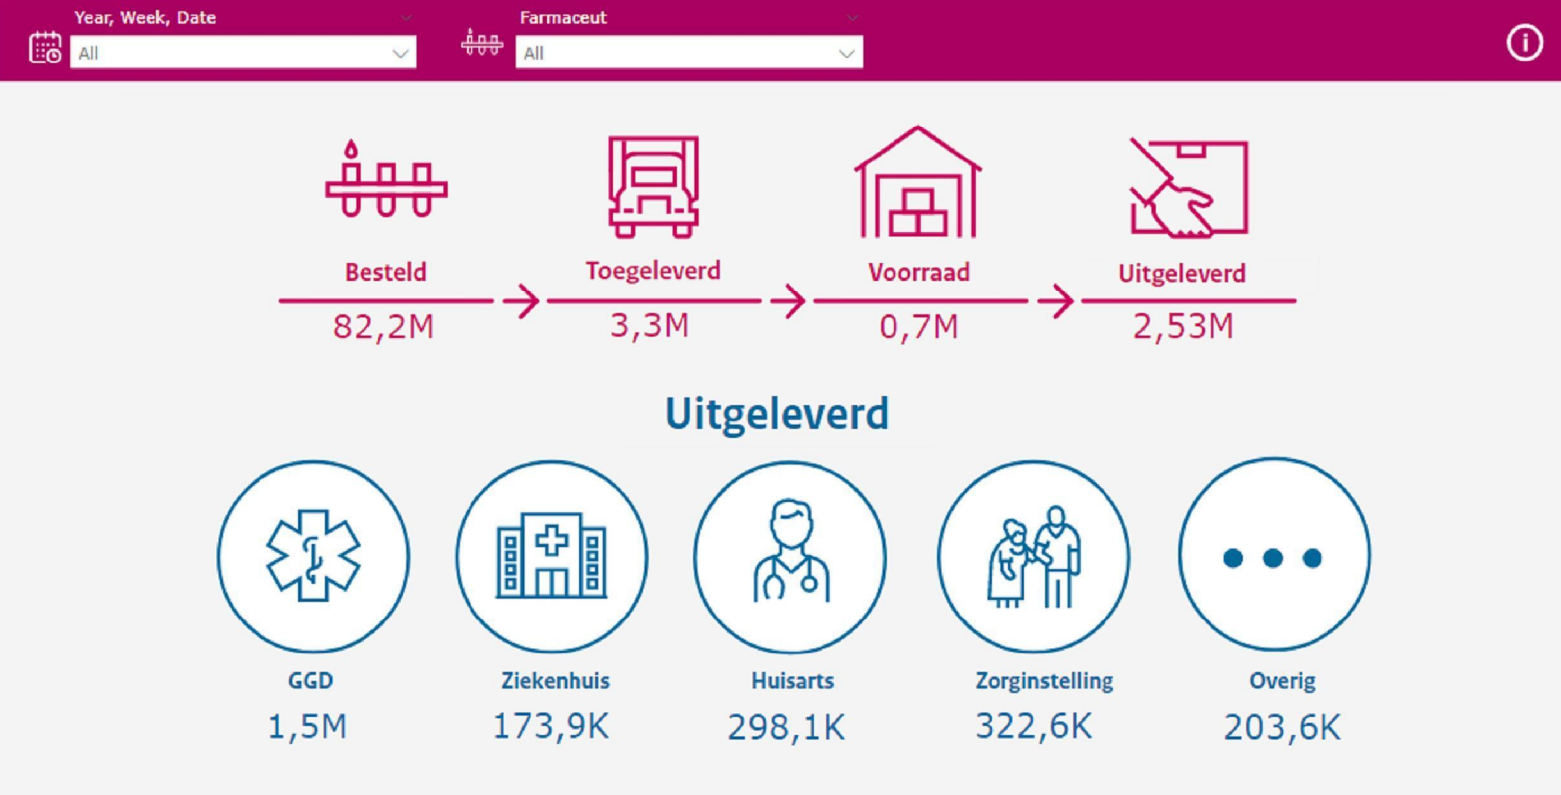 Year, Week, Date
All
Farmaceut
All
Besteld
Toegeleverd
Voorraad
Uitgeleverd
82,2M
3,3M
0,7M
2,53M
Uitgeleverd
GGD
Ziekenhuis
Huisarts
Zorginstelling
Overig
1,5M
173,9K
298,1K
322,6K
203,6K